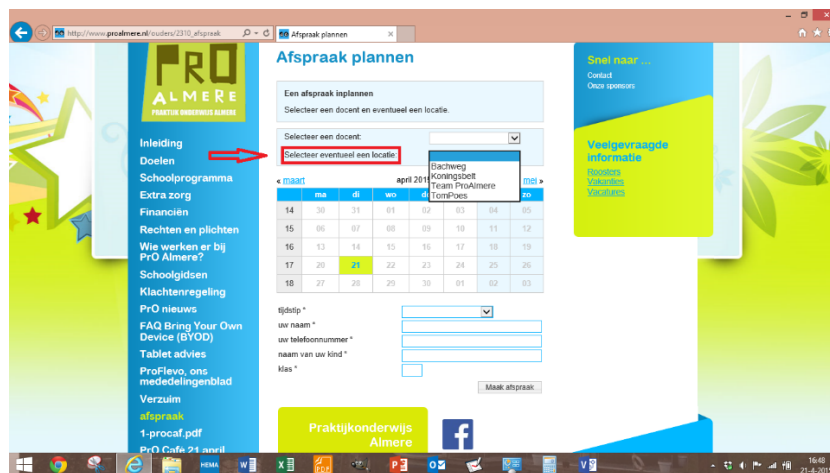 http://www.proalmere.nl/ouders/2310_afspraak
Afspraak plannen
PRO
ALMERE
PRAKTIJK ONDERWIJS ALMERE
Inleiding
Doelen
Schoolprogramma
Extra zorg
Financiën
Rechten en plichten
Wie werken er bij
PrO Almere?
Schoolgidsen
Klachtenregeling
PrO nieuws
FAQ Bring Your Own
Device (BYOD)
Tablet advies
ProFlevo, ons
mededelingenblad
Verzuim
afspraak
1-procaf.pdf
PrO Café 21 april
Afspraak plannen
Een afspraak inplannen
Selecteer een docent en eventueel een locatie.
Selecteer een docent:
Selecteer eventueel een locatie:
Bachweg
Koningsbelt
Team ProAlmere
TomPoes
« maart april 2015 mei »
ma di wo do zo
14 30 31 01 02 03 04 05
15 06 07 08 09 10 11 12
16 13 14 15 16 17 18 19
17 20 21 22 23 24 25 26
18 27 28 29 30 01 02 03
tijdstip *
uw naam *
uw telefoonnummer *
naam van uw kind *
klas *
Maak afspraak
Praktijkonderwijs
Almere
Snel naar ...
Contact
Onze sponsors
Veelgevraagde
informatie
Roosters
Vakanties
Vacatures
HEMA
16:48